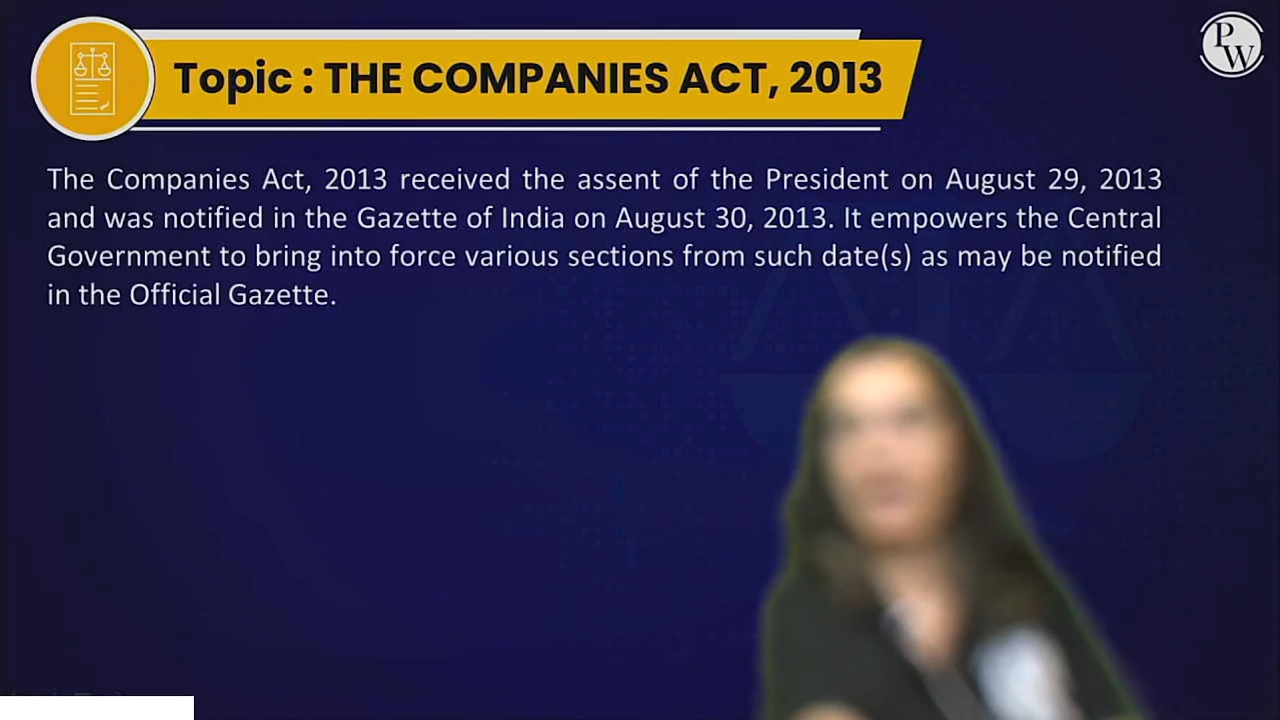 Topic : THE COMPANIES ACT, 2013
PW
The Companies Act, 2013 received the assent of the President on August 29, 2013
and was notified in the Gazette of India on August 30, 2013. It empowers the Central
Government to bring into force various sections from such date(s) as may be notified
in the Official Gazette.